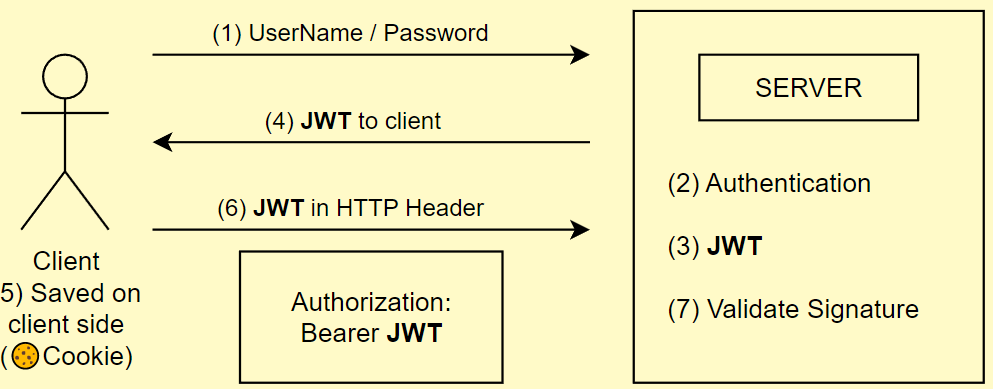 (1) UserName / Password
SERVER
(4) JWT to client
(2) Authentication
(6) JWT in HTTP Header
(3) JWT
Client
5) Saved on
client side
(🍪Cookie)
Authorization:
Bearer JWT
(7) Validate Signature